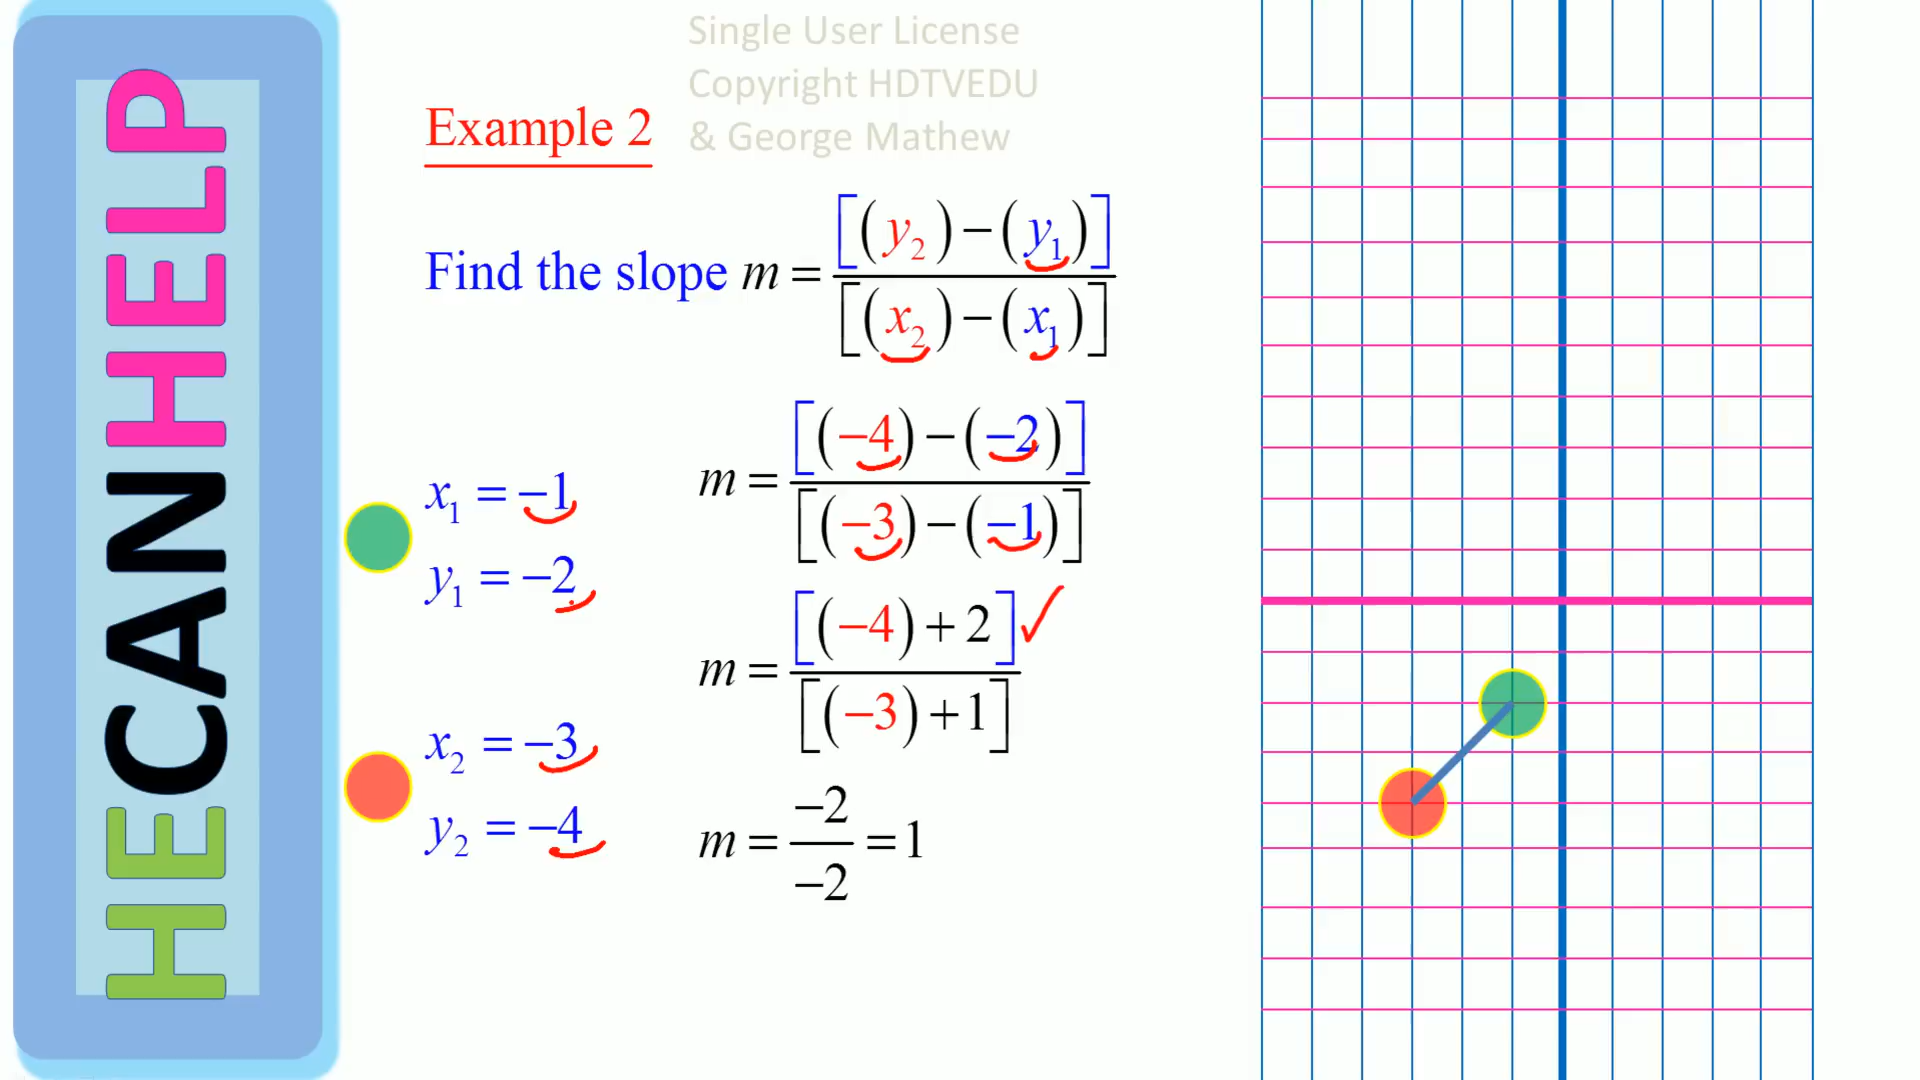 HECANHELP
Single User License
Copyright HDTVEDU
& George Mathew
Example 2
Find the slope m = [(y₂) − (y₁)] / [(x₂) − (x₁)]
x₁ = −1
y₁ = −2
x₂ = −3
y₂ = −4
m = [(−4) − (−2)] / [(−3) − (−1)]
m = [(−4) + 2] / [(−3) + 1]
m = −2 / −2 = 1